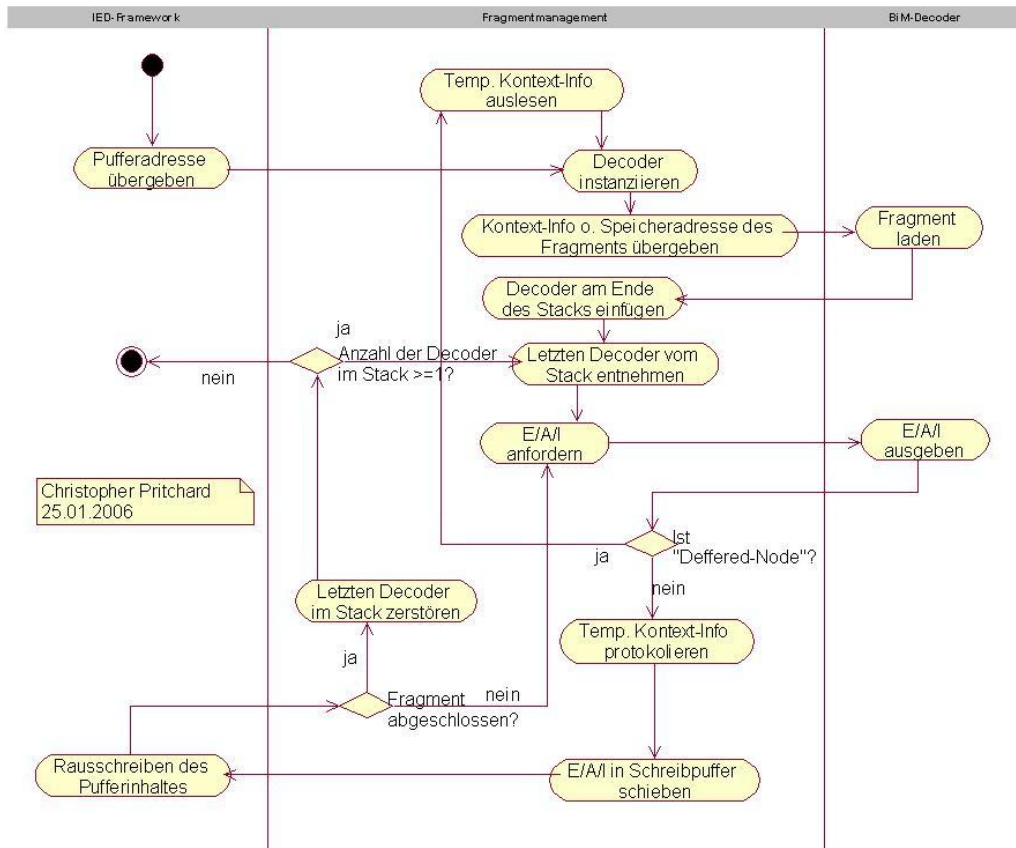 IED-Framework
Fragmentmanagement
BiM-Decoder
Temp. Kontext-Info
auslesen
Pufferadresse
übergeben
Decoder
instanziieren
Kontext-Info o. Speicheradresse des
Fragments übergeben
Fragment
laden
Decoder am Ende
des Stacks einfügen
ja
Anzahl der Decoder
im Stack >=1?
nein
Letzten Decoder vom
Stack entnehmen
E/A/I
anfordern
E/A/I
ausgeben
Christopher Pritchard
25.01.2006
Ist
"Deffered-Node"?
ja
nein
Letzten Decoder
im Stack zerstören
Temp. Kontext-Info
protokolieren
ja
Fragment
abgeschlossen?
nein
Rausschreiben des
Pufferinhaltes
E/A/I in Schreibpuffer
schieben